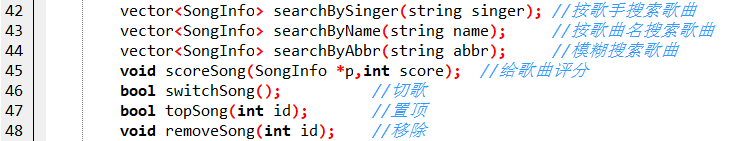 42 vector<SongInfo> searchBySinger(string singer); //按歌手搜索歌曲
43 vector<SongInfo> searchByName(string name); //按歌曲名搜索歌曲
44 vector<SongInfo> searchByAbbr(string abbr); //模糊搜索歌曲
45 void scoreSong(SongInfo *p,int score); //给歌曲评分
46 bool switchSong(); //切歌
47 bool topSong(int id); //置顶
48 void removeSong(int id); //移除